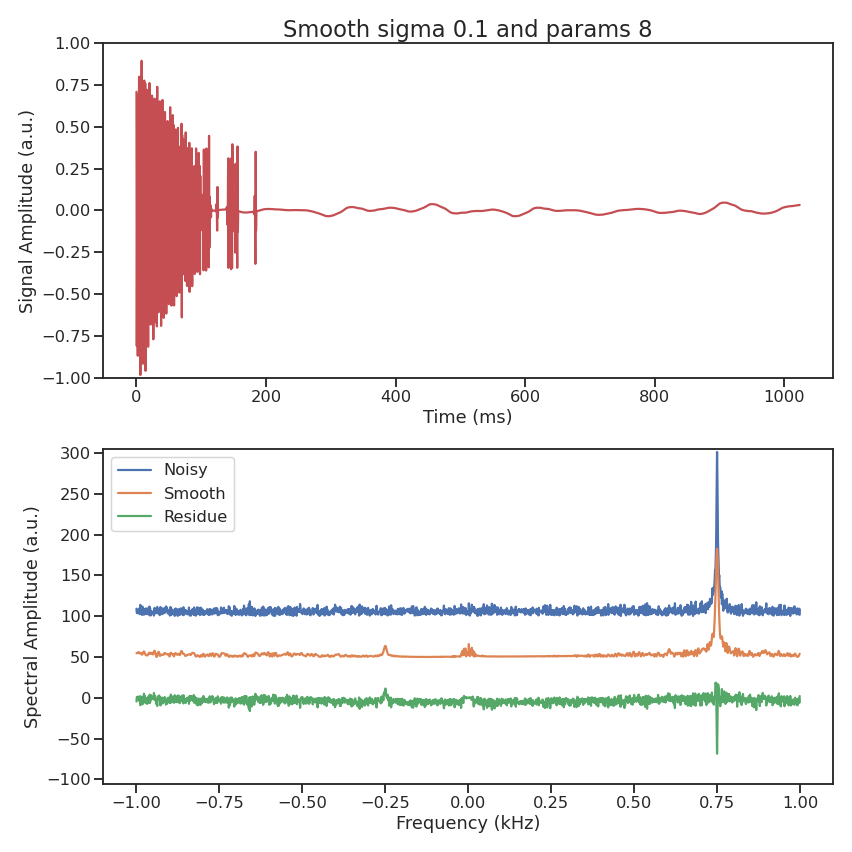 Smooth sigma 0.1 and params 8
1.00
0.75
0.50
0.25
0.00
−0.25
−0.50
−0.75
−1.00
Signal Amplitude (a.u.)
0 200 400 600 800 1000
Time (ms)
300
250
200
150
100
50
0
−50
−100
Spectral Amplitude (a.u.)
Noisy
Smooth
Residue
−1.00 −0.75 −0.50 −0.25 0.00 0.25 0.50 0.75 1.00
Frequency (kHz)